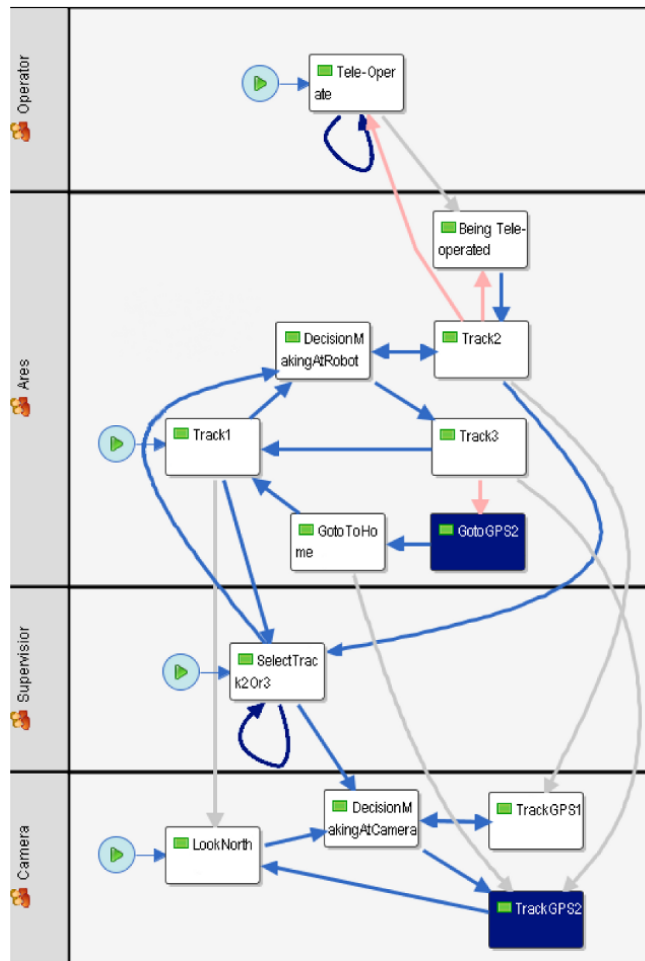 Operator
Tele-Oper
ate
Ares
Being Tele-
operated
DecisionM
akingAtRobot
Track2
Track1
Track3
GotoToHo
me
GotoGPS2
Supervisior
SelectTrac
k2Or3
Camera
DecisionM
akingAtCamera
TrackGPS1
LookNorth
TrackGPS2